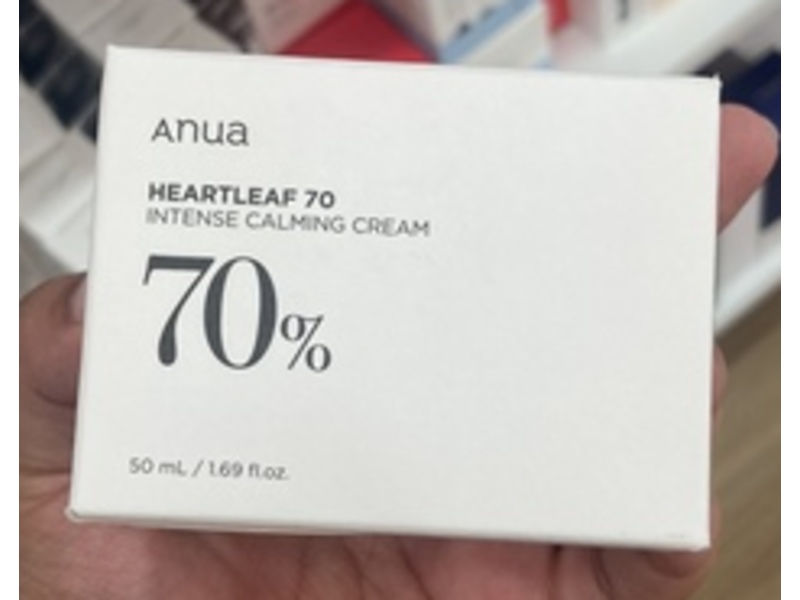 Anua
HEARTLEAF 70
INTENSE CALMING CREAM
70%
50 mL / 1.69 fl.oz.